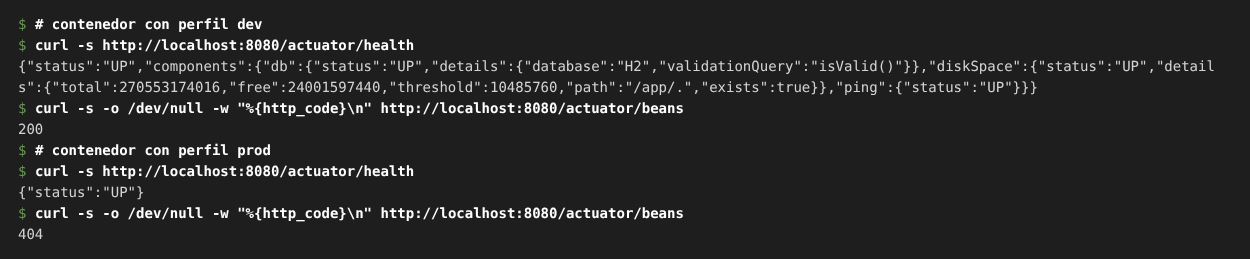 $ # contenedor con perfil dev
$ curl -s http://localhost:8080/actuator/health
{"status":"UP","components":{"db":{"status":"UP","details":{"database":"H2","validationQuery":"isValid()"}},"diskSpace":{"status":"UP","detail
s":{"total":270553174016,"free":24001597440,"threshold":10485760,"path":"/app/.","exists":true}},"ping":{"status":"UP"}}}
$ curl -s -o /dev/null -w "%{http_code}\n" http://localhost:8080/actuator/beans
200
$ # contenedor con perfil prod
$ curl -s http://localhost:8080/actuator/health
{"status":"UP"}
$ curl -s -o /dev/null -w "%{http_code}\n" http://localhost:8080/actuator/beans
404